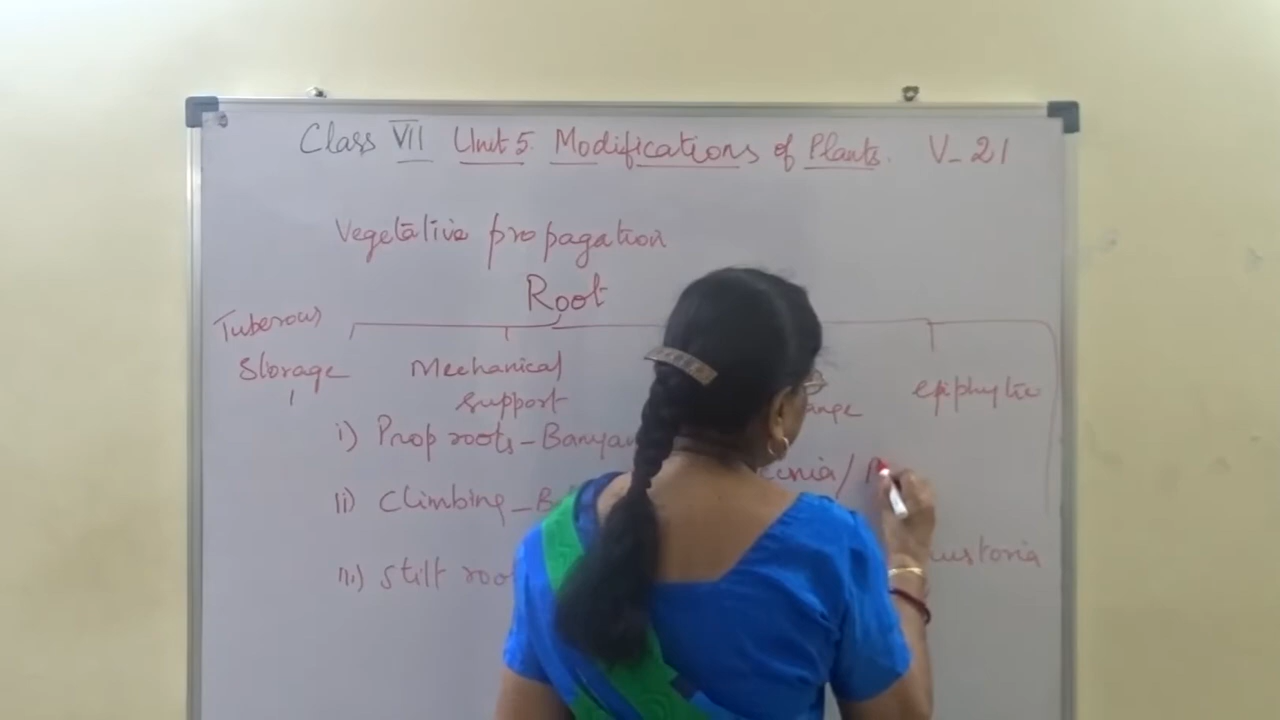 Class VII Unit 5. Modifications of Plants. V-21
Vegetative propagation
Root
Tuberous
Storage
Mechanical
support
epiphytic
i) Prop roots - Banyan
ii) Climbing -
iii) Stilt